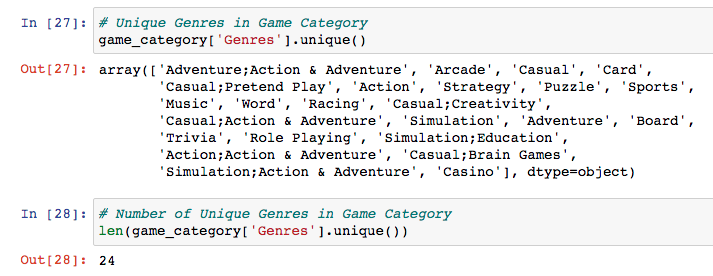 In [27]: # Unique Genres in Game Category
game_category['Genres'].unique()
Out[27]: array(['Adventure;Action & Adventure', 'Arcade', 'Casual', 'Card',
'Casual;Pretend Play', 'Action', 'Strategy', 'Puzzle', 'Sports',
'Music', 'Word', 'Racing', 'Casual;Creativity',
'Casual;Action & Adventure', 'Simulation', 'Adventure', 'Board',
'Trivia', 'Role Playing', 'Simulation;Education',
'Action;Action & Adventure', 'Casual;Brain Games',
'Simulation;Action & Adventure', 'Casino'], dtype=object)
In [28]: # Number of Unique Genres in Game Category
len(game_category['Genres'].unique())
Out[28]: 24